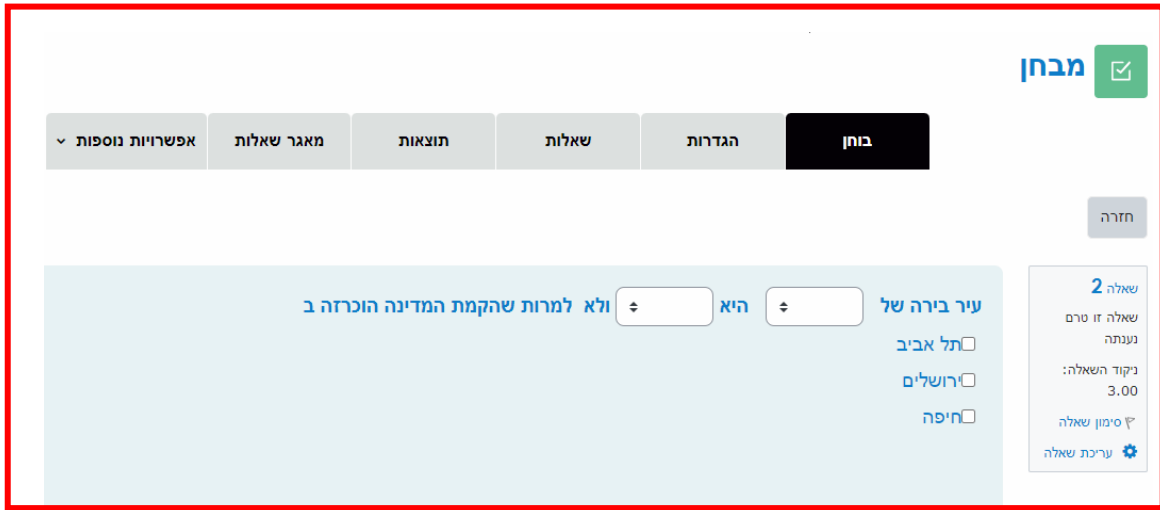 מבחן
בוחן
הגדרות
שאלות
תוצאות
מאגר שאלות
אפשרויות נוספות
חזרה
שאלה 2
שאלה זו טרם
נענתה
ניקוד השאלה:
3.00
סימון שאלה
עריכת שאלה
עיר בירה של היא ולא למרות שהקמת המדינה הוכרזה ב
תל אביב
ירושלים
חיפה